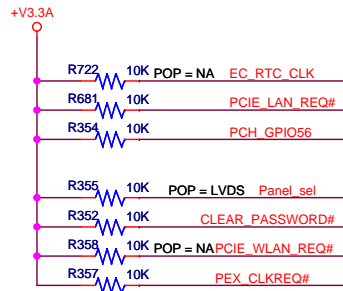 +V3.3A
R722 10K POP = NA EC_RTC_CLK
R681 10K PCIE_LAN_REQ#
R354 10K PCH_GPIO56
R355 10K POP = LVDS Panel_sel
R352 10K CLEAR_PASSWORD#
R358 10K POP = NA PCIE_WLAN_REQ#
R357 10K PEX_CLKREQ#